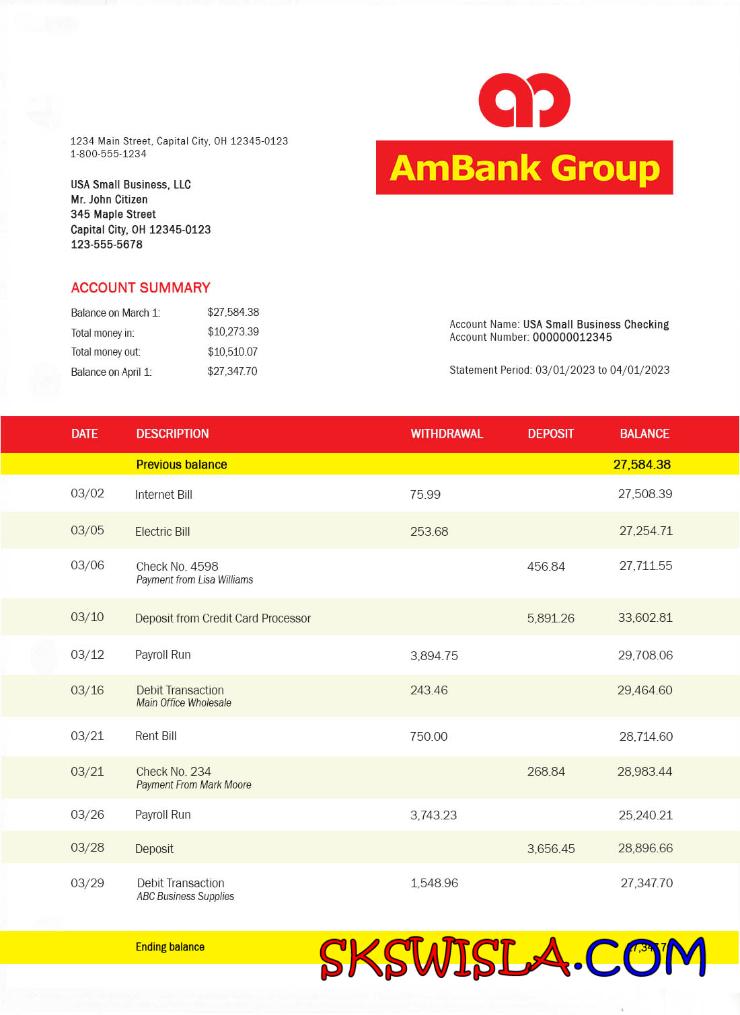 AmBank Group
1234 Main Street, Capital City, OH 12345-0123
1-800-555-1234
USA Small Business, LLC
Mr. John Citizen
345 Maple Street
Capital City, OH 12345-0123
123-555-5678
ACCOUNT SUMMARY
Balance on March 1: $27,584.38
Total money in: $10,273.39
Total money out: $10,510.07
Balance on April 1: $27,347.70
Account Name: USA Small Business Checking
Account Number: 000000012345
Statement Period: 03/01/2023 to 04/01/2023
DATE DESCRIPTION WITHDRAWAL DEPOSIT BALANCE
Previous balance 27,584.38
03/02 Internet Bill 75.99 27,508.39
03/05 Electric Bill 253.68 27,254.71
03/06 Check No. 4598 456.84 27,711.55
Payment from Lisa Williams
03/10 Deposit from Credit Card Processor 5,891.26 33,602.81
03/12 Payroll Run 3,894.75 29,708.06
03/16 Debit Transaction 243.46 29,464.60
Main Office Wholesale
03/21 Rent Bill 750.00 28,714.60
03/21 Check No. 234 268.84 28,983.44
Payment From Mark Moore
03/26 Payroll Run 3,743.23 25,240.21
03/28 Deposit 3,656.45 28,896.66
03/29 Debit Transaction 1,548.96 27,347.70
ABC Business Supplies
Ending balance
SKSWISLA.COM